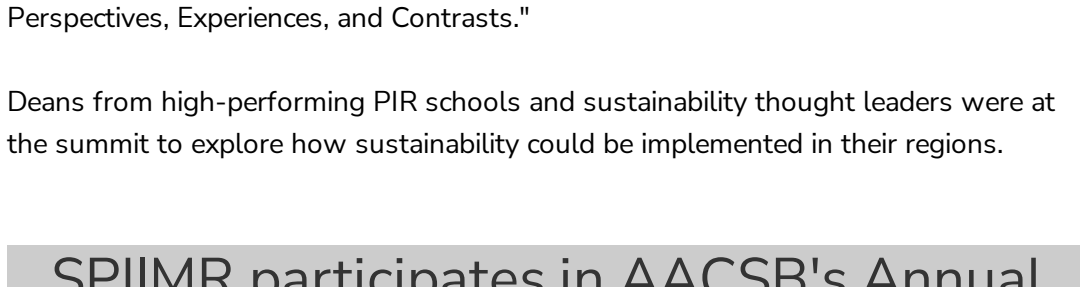 Perspectives, Experiences, and Contrasts."
Deans from high-performing PIR schools and sustainability thought leaders were at
the summit to explore how sustainability could be implemented in their regions.
SPJIMR participates in AACSB's Annual